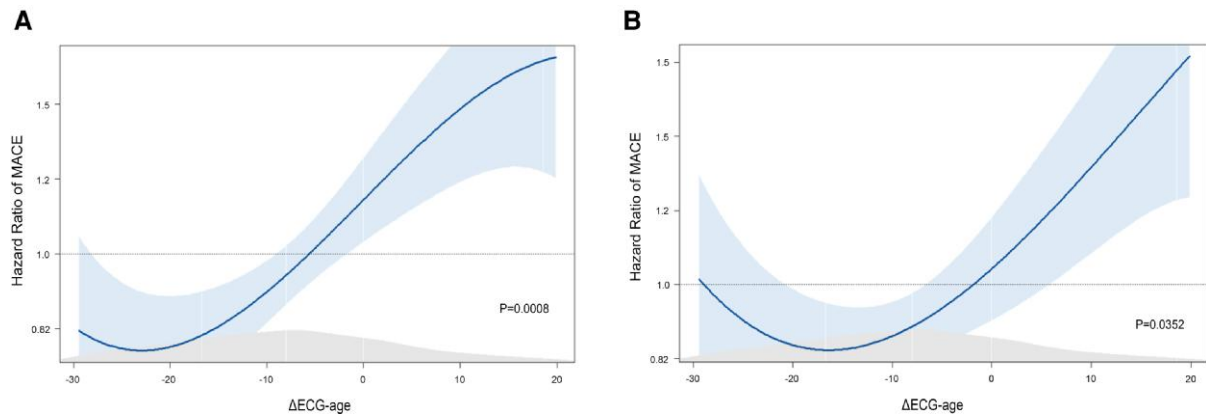 A
Hazard Ratio of MACE
1.5
1.2
1.0
0.82
P=0.0008
-30 -20 -10 0 10 20
ΔECG-age
B
Hazard Ratio of MACE
1.5
1.5
1.2
1.0
0.82
P=0.0352
-30 -20 -10 0 10 20
ΔECG-age